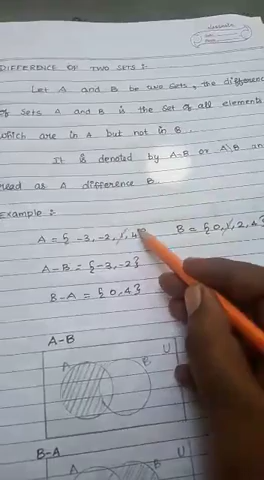 DIFFERENCE OF TWO SETS :-
Let A and B be two sets, the difference
of sets A and B is the set of all elements
which are in A but not in B.
It is denoted by A-B or A\B and
read as A difference B.
Example :-
A = { -3, -2, 1, 4 B = { 0, 1, 2, 4 }
A-B = { -3, -2 }
B-A = { 0, 4 }
A-B
A B U
B-A
A B U